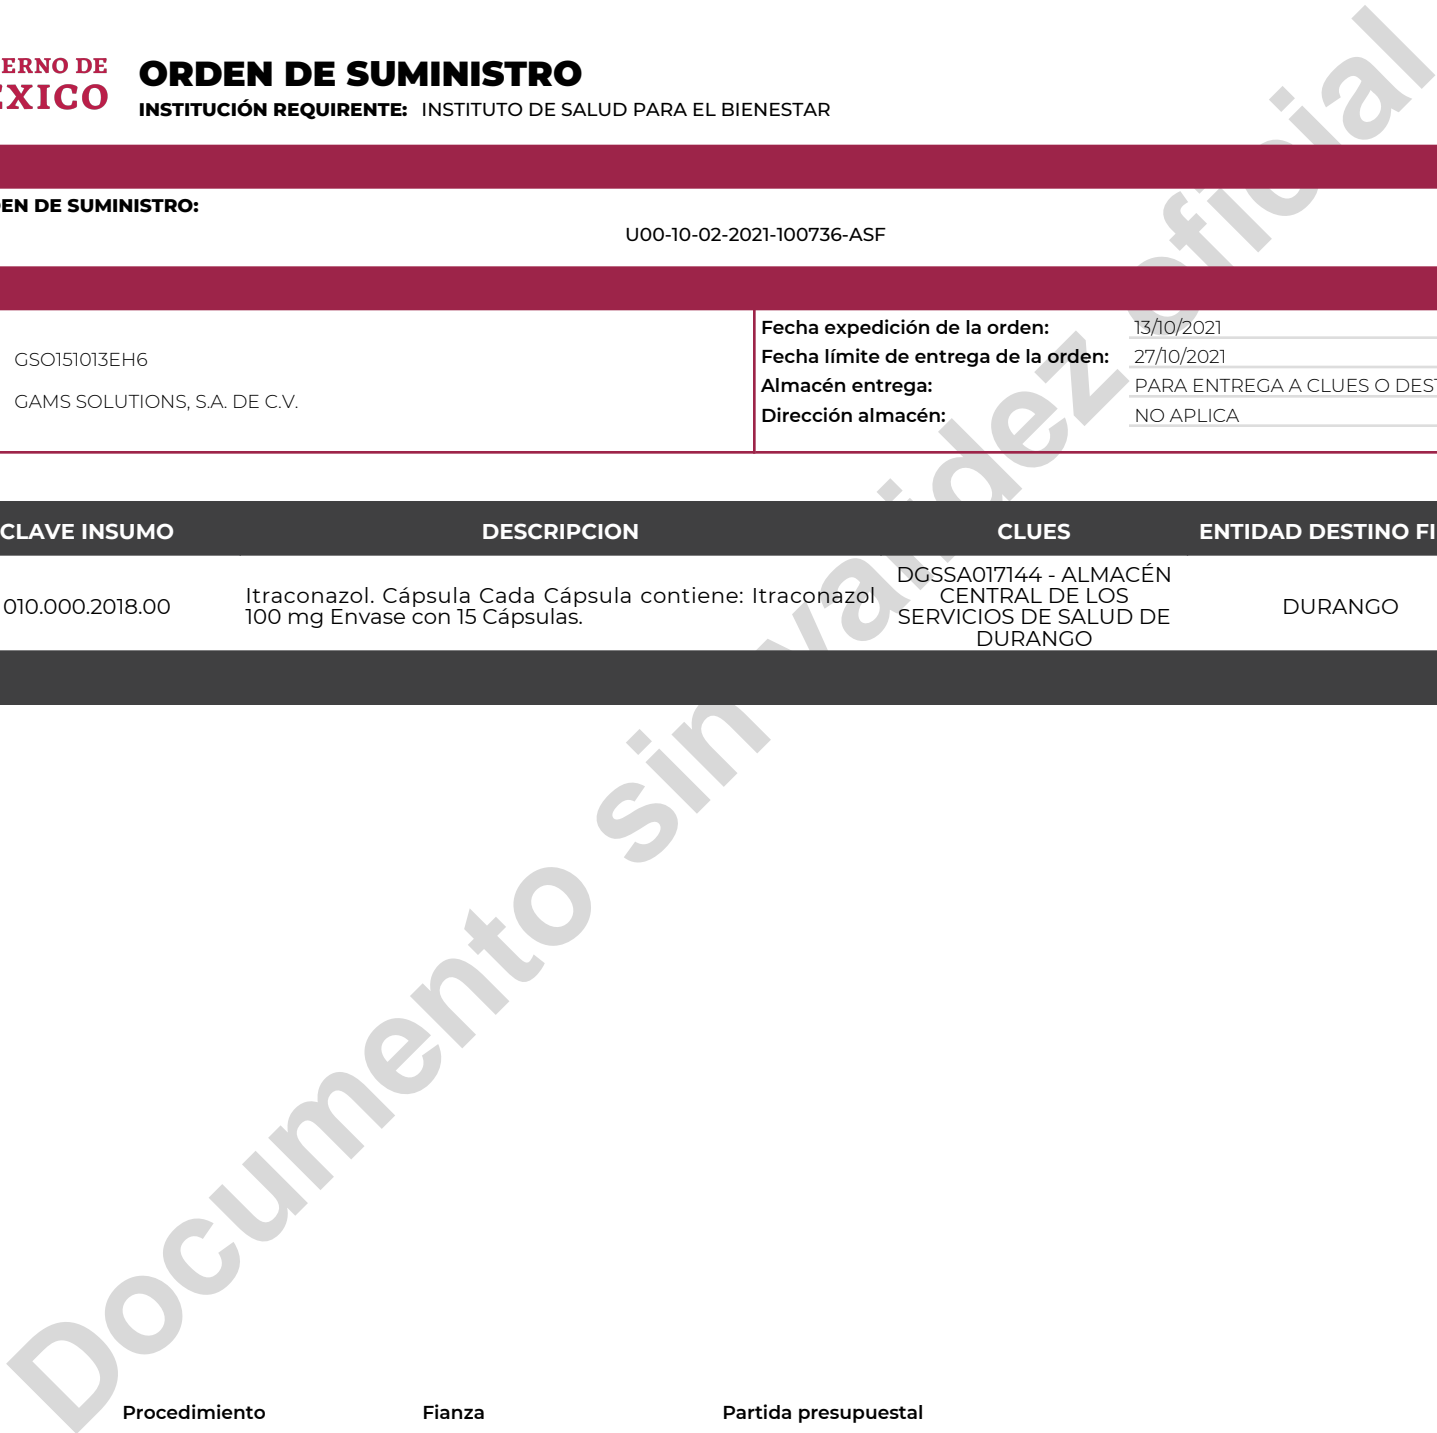 ERNO DE
ÉXICO
ORDEN DE SUMINISTRO
INSTITUCIÓN REQUIRENTE: INSTITUTO DE SALUD PARA EL BIENESTAR
EN DE SUMINISTRO:
U00-10-02-2021-100736-ASF
GSO151013EH6
GAMS SOLUTIONS, S.A. DE C.V.
Fecha expedición de la orden: 13/10/2021
Fecha límite de entrega de la orden: 27/10/2021
Almacén entrega: PARA ENTREGA A CLUES O DEST
Dirección almacén: NO APLICA
CLAVE INSUMO DESCRIPCION CLUES ENTIDAD DESTINO FI
010.000.2018.00
Itraconazol. Cápsula Cada Cápsula contiene: Itraconazol
100 mg Envase con 15 Cápsulas.
DGSSA017144 - ALMACÉN
CENTRAL DE LOS
SERVICIOS DE SALUD DE
DURANGO
DURANGO
Documento sin validez oficial
Procedimiento Fianza Partida presupuestal